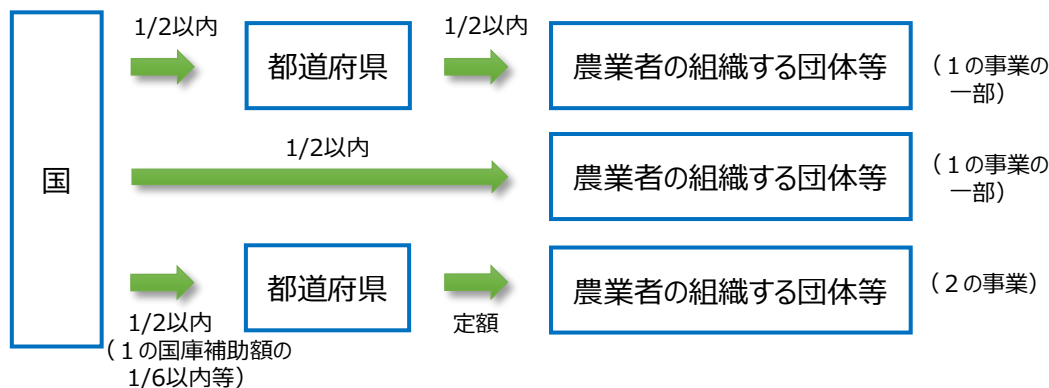 国
1/2以内
都道府県
1/2以内
農業者の組織する団体等
（１の事業の
一部）
1/2以内
農業者の組織する団体等
（１の事業の
一部）
1/2以内
（１の国庫補助額の
1/6以内等）
都道府県
定額
農業者の組織する団体等
（２の事業）